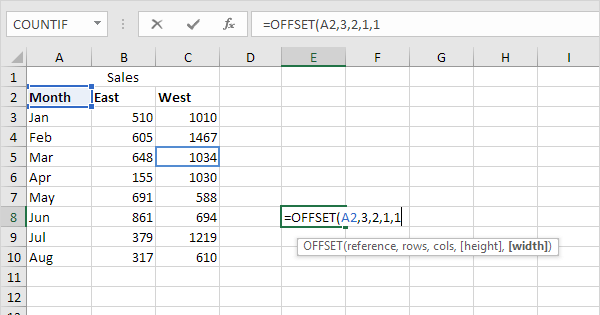 COUNTIF fx =OFFSET(A2,3,2,1,1
A B C D E F G H I
1 Sales
2 Month East West
3 Jan 510 1010
4 Feb 605 1467
5 Mar 648 1034
6 Apr 155 1030
7 May 691 588
8 Jun 861 694 =OFFSET(A2,3,2,1,1
9 Jul 379 1219 OFFSET(reference, rows, cols, [height], [width])
10 Aug 317 610
11
12
13